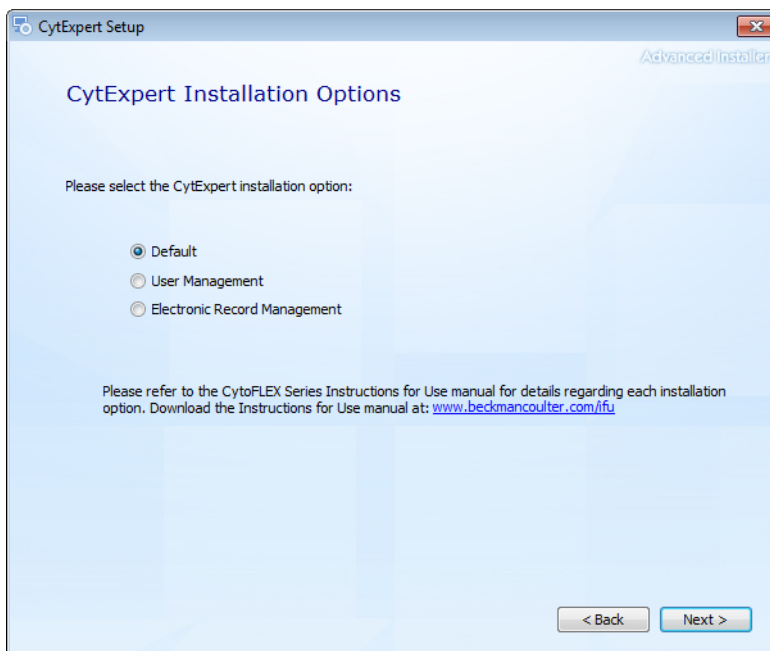 CytExpert Setup
Advanced Installer
CytExpert Installation Options
Please select the CytExpert installation option:
Default
User Management
Electronic Record Management
Please refer to the CytoFLEX Series Instructions for Use manual for details regarding each installation
option. Download the Instructions for Use manual at: www.beckmancoulter.com/ifu
< Back
Next >